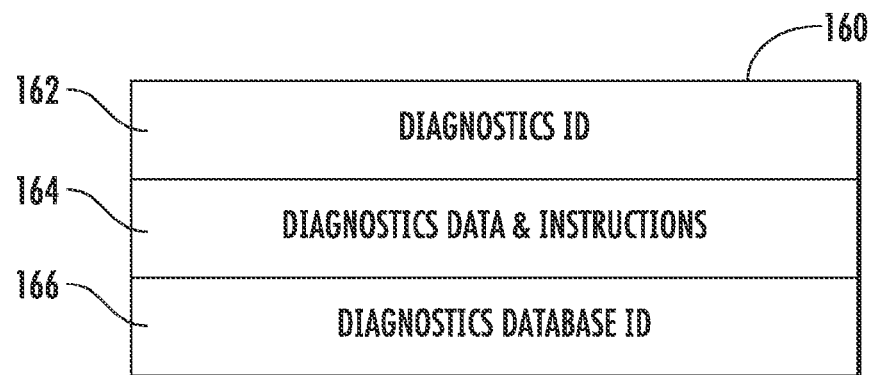 160
162
DIAGNOSTICS ID
164
DIAGNOSTICS DATA & INSTRUCTIONS
166
DIAGNOSTICS DATABASE ID